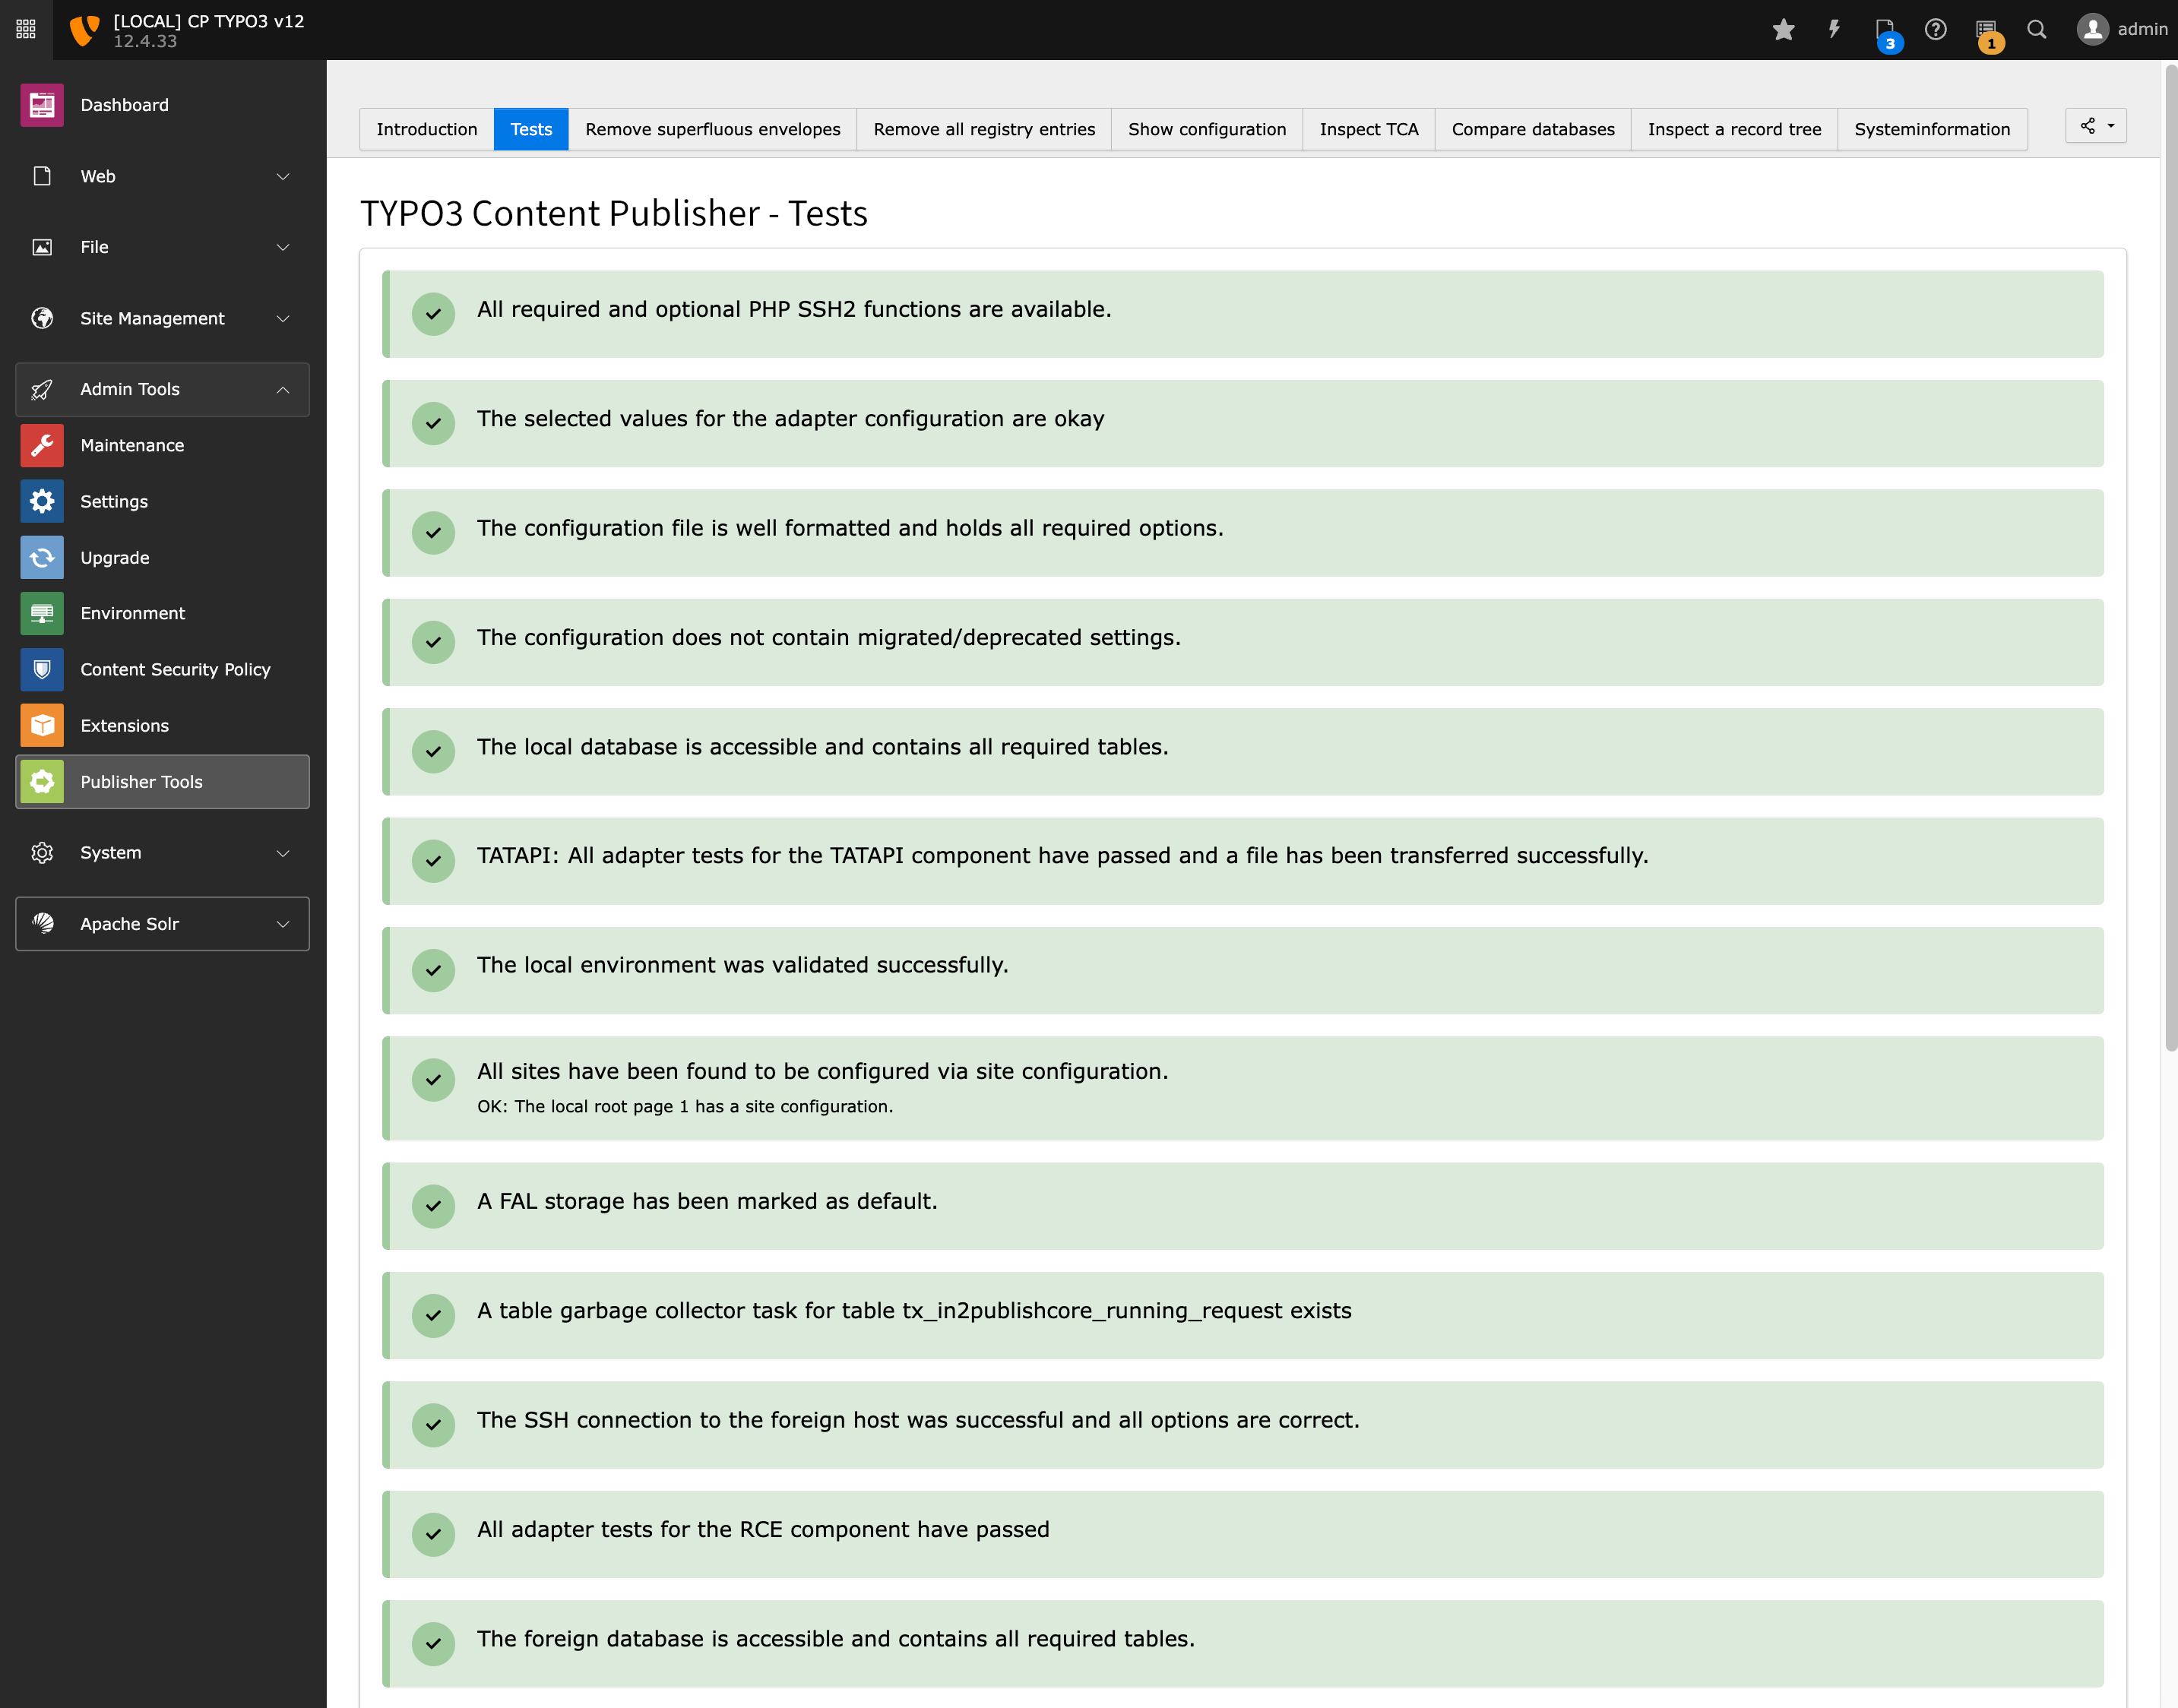 [LOCAL] CP TYPO3 v12
12.4.33
3
1
admin
Dashboard
Web
File
Site Management
Admin Tools
Maintenance
Settings
Upgrade
Environment
Content Security Policy
Extensions
Publisher Tools
System
Apache Solr
Introduction
Tests
Remove superfluous envelopes
Remove all registry entries
Show configuration
Inspect TCA
Compare databases
Inspect a record tree
Systeminformation
TYPO3 Content Publisher - Tests
All required and optional PHP SSH2 functions are available.
The selected values for the adapter configuration are okay
The configuration file is well formatted and holds all required options.
The configuration does not contain migrated/deprecated settings.
The local database is accessible and contains all required tables.
TATAPI: All adapter tests for the TATAPI component have passed and a file has been transferred successfully.
The local environment was validated successfully.
All sites have been found to be configured via site configuration.
OK: The local root page 1 has a site configuration.
A FAL storage has been marked as default.
A table garbage collector task for table tx_in2publishcore_running_request exists
The SSH connection to the foreign host was successful and all options are correct.
All adapter tests for the RCE component have passed
The foreign database is accessible and contains all required tables.